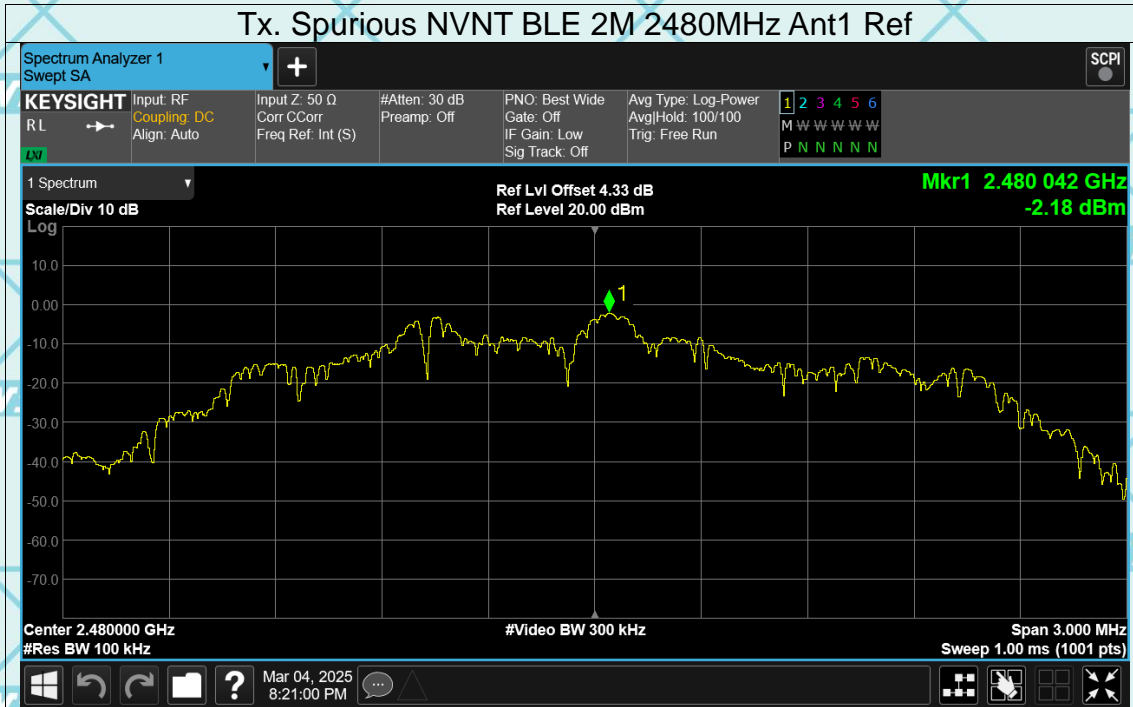 Tx. Spurious NVNT BLE 2M 2480MHz Ant1 Ref
Spectrum Analyzer 1
Swept SA
SCPI
KEYSIGHT
R L
LXI
Input: RF
Coupling: DC
Align: Auto
Input Z: 50 Ω
Corr CCorr
Freq Ref: Int (S)
#Atten: 30 dB
Preamp: Off
PNO: Best Wide
Gate: Off
IF Gain: Low
Sig Track: Off
Avg Type: Log-Power
Avg|Hold: 100/100
Trig: Free Run
1 2 3 4 5 6
M W W W W W
P N N N N N
1 Spectrum
Scale/Div 10 dB
Ref Lvl Offset 4.33 dB
Ref Level 20.00 dBm
Mkr1 2.480 042 GHz
-2.18 dBm
Log
10.0
0.00
-10.0
-20.0
-30.0
-40.0
-50.0
-60.0
-70.0
1
Center 2.480000 GHz
#Res BW 100 kHz
#Video BW 300 kHz
Span 3.000 MHz
Sweep 1.00 ms (1001 pts)
?
Mar 04, 2025
8:21:00 PM